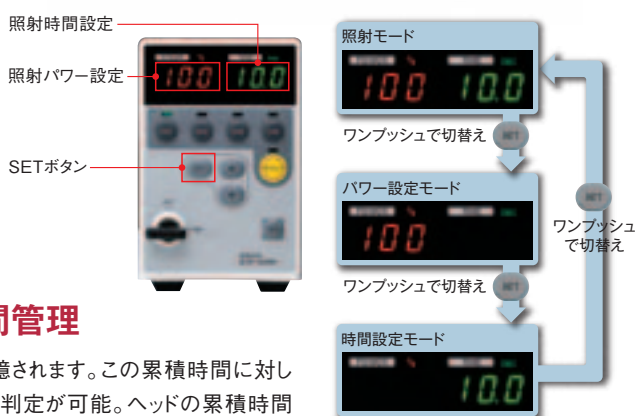 照射時間設定
照射パワー設定
100 10.0
SETボタン
照射モード
100 10.0
ワンプッシュで切替え
SET
パワー設定モード
100
ワンプッシュで切替え
SET
時間設定モード
10.0
ワンプッシュ
で切替え
間管理
憶されます。この累積時間に対し
判定が可能。ヘッドの累積時間